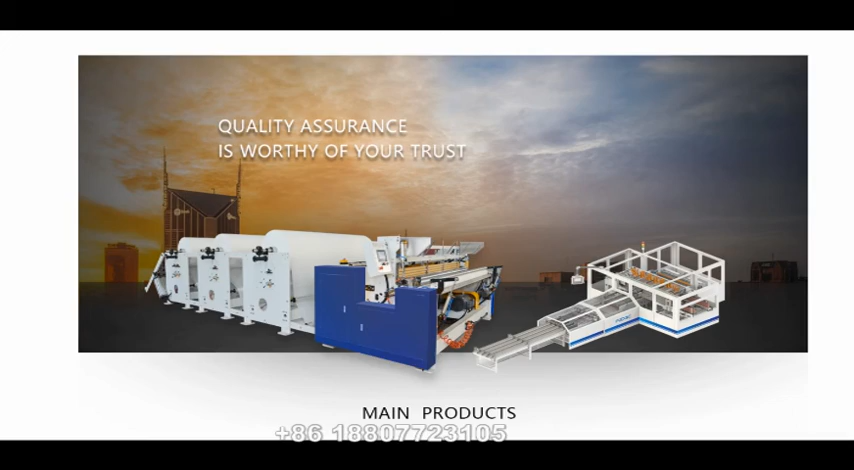 QUALITY ASSURANCE
IS WORTHY OF YOUR TRUST
MAIN PRODUCTS
+86 18807723105